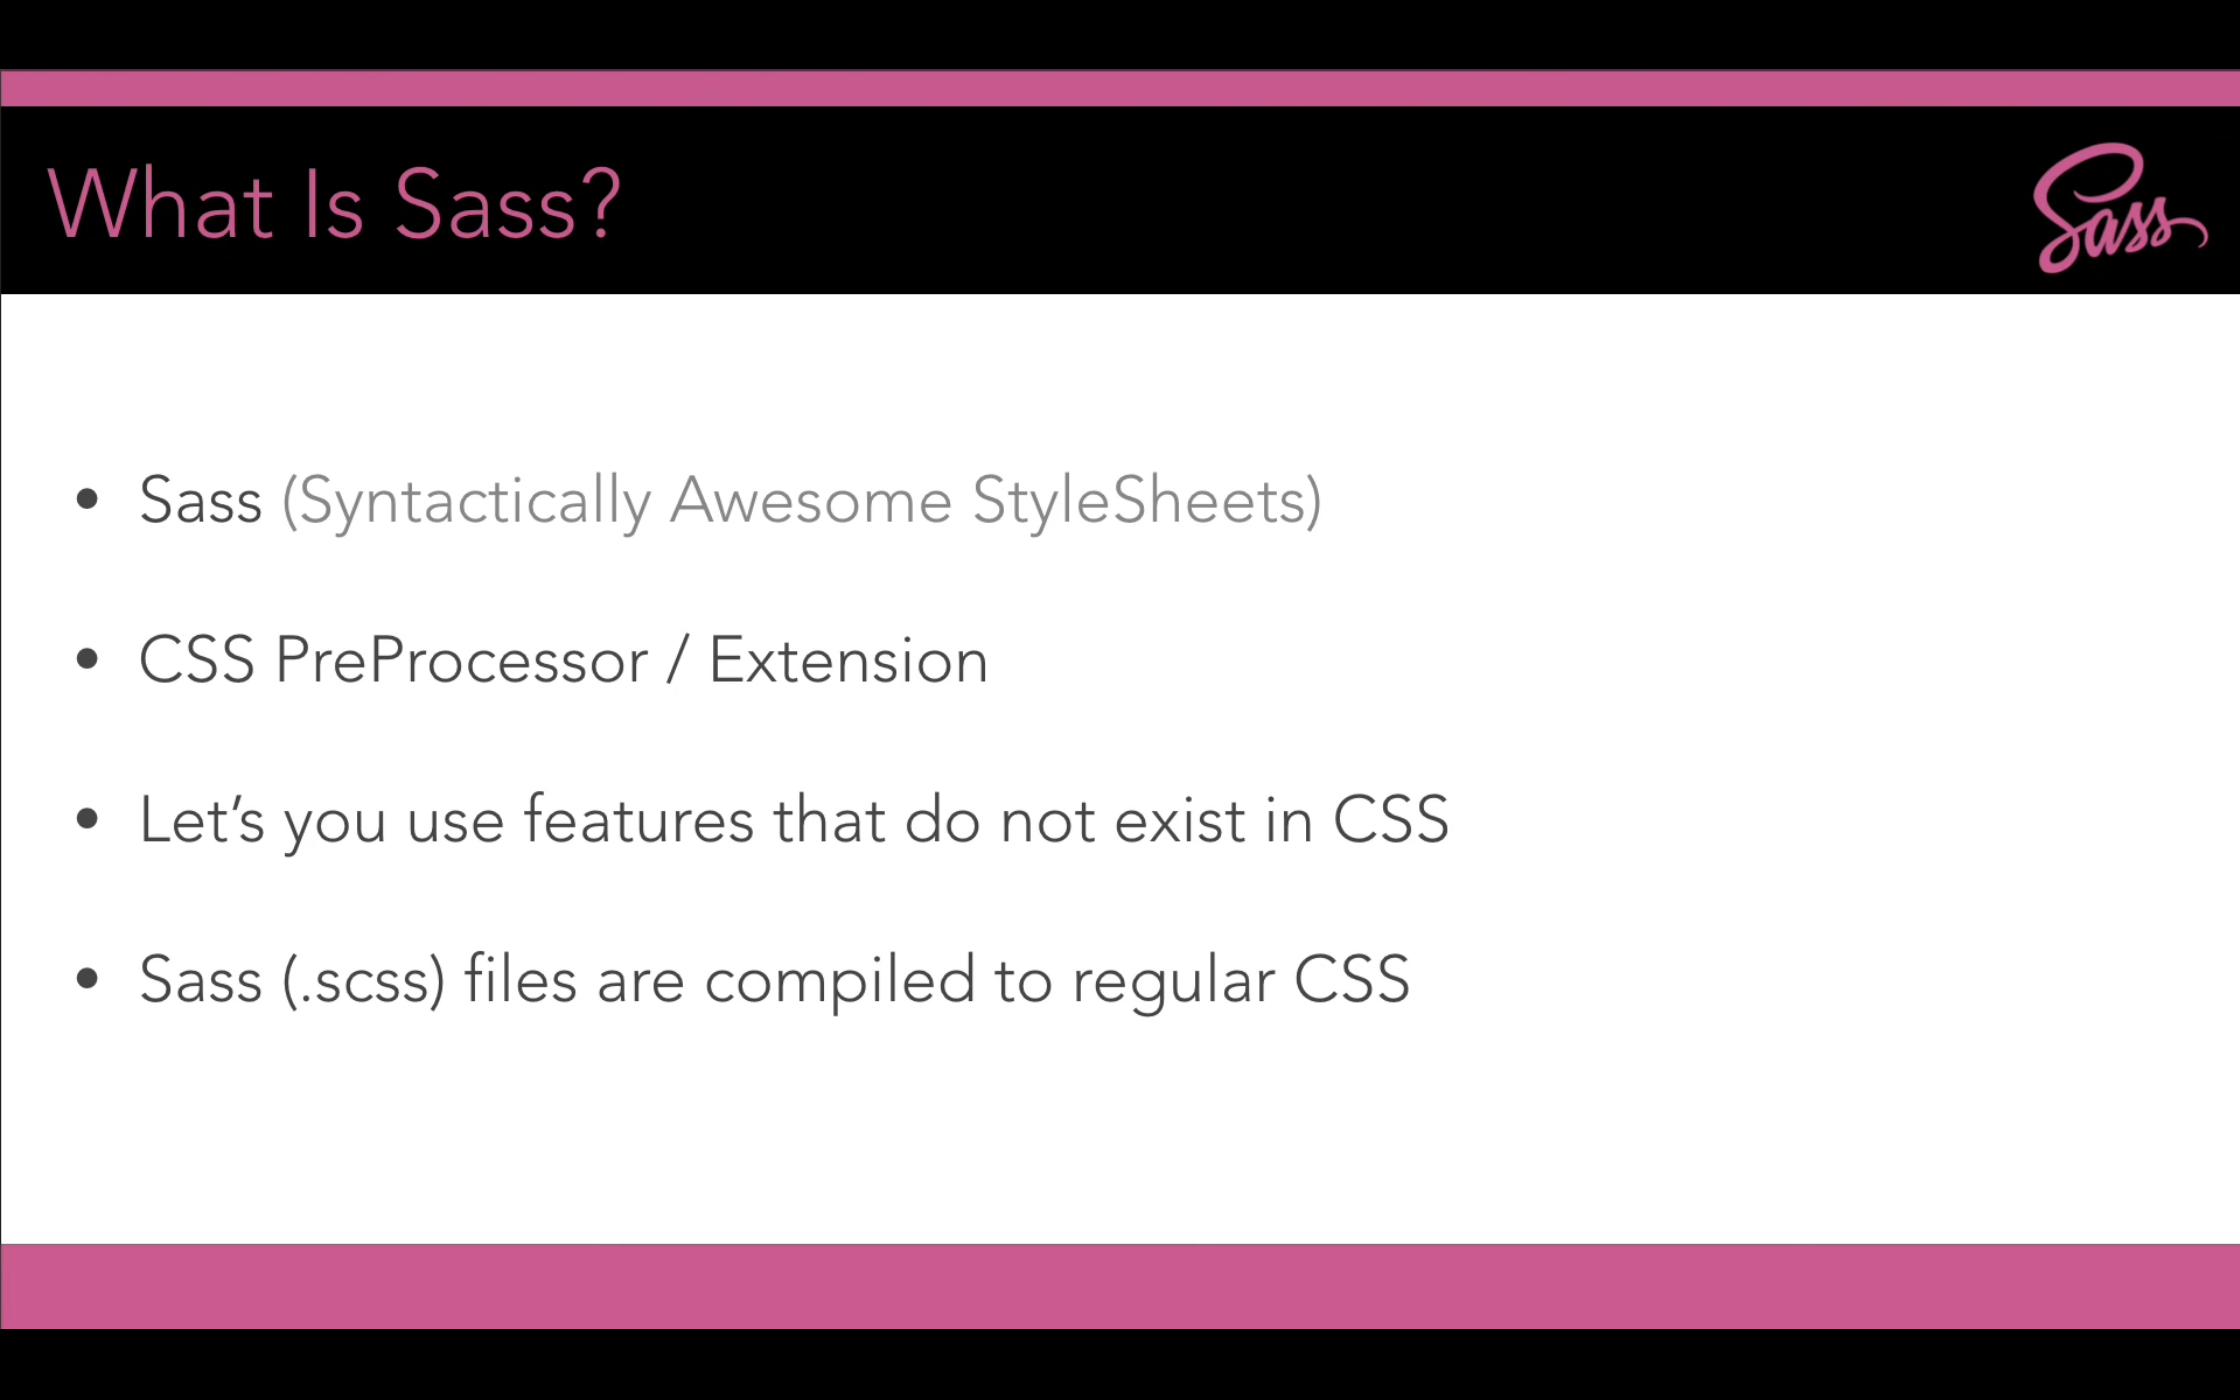 What Is Sass?
Sass
• Sass (Syntactically Awesome StyleSheets)
• CSS PreProcessor / Extension
• Let’s you use features that do not exist in CSS
• Sass (.scss) files are compiled to regular CSS